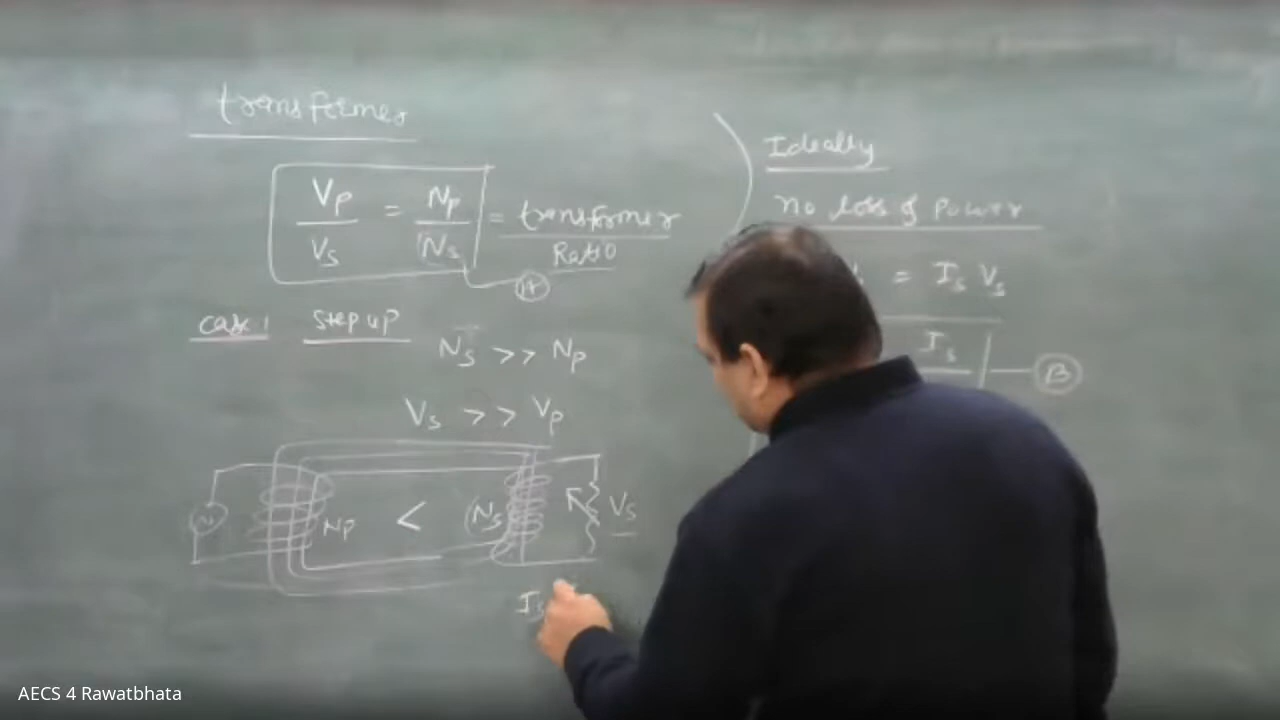 transformer
Vp / Vs = Np / Ns = transformer Ratio
A
case 1 step up
Ns >> Np
Vs >> Vp
Np < (Ns Vs
Is
Ideally
no loss of power
= Is Vs
Is
B
AECS 4 Rawatbhata